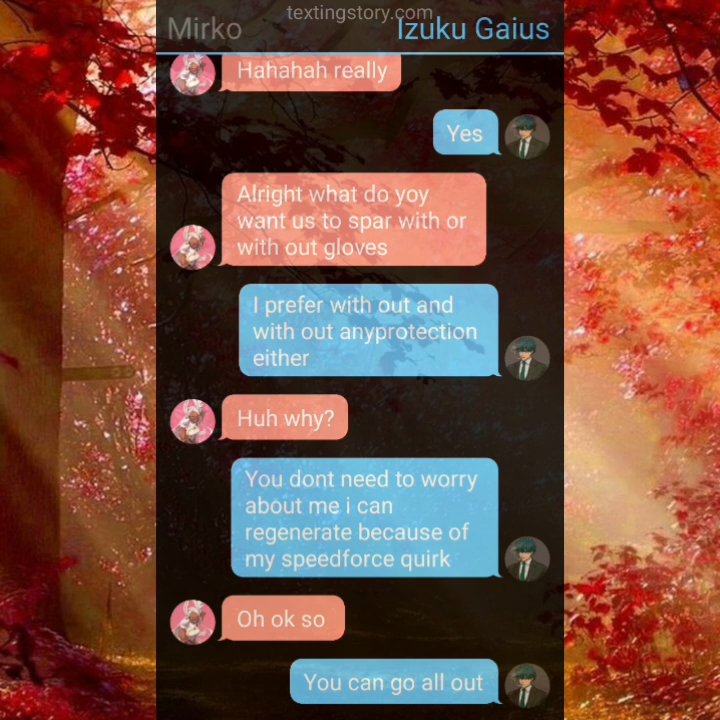 textingstory.com
Mirko
Izuku Gaius
Hahahah really
Yes
Alright what do yoy
want us to spar with or
with out gloves
I prefer with out and
with out anyprotection
either
Huh why?
You dont need to worry
about me i can
regenerate because of
my speedforce quirk
Oh ok so
You can go all out